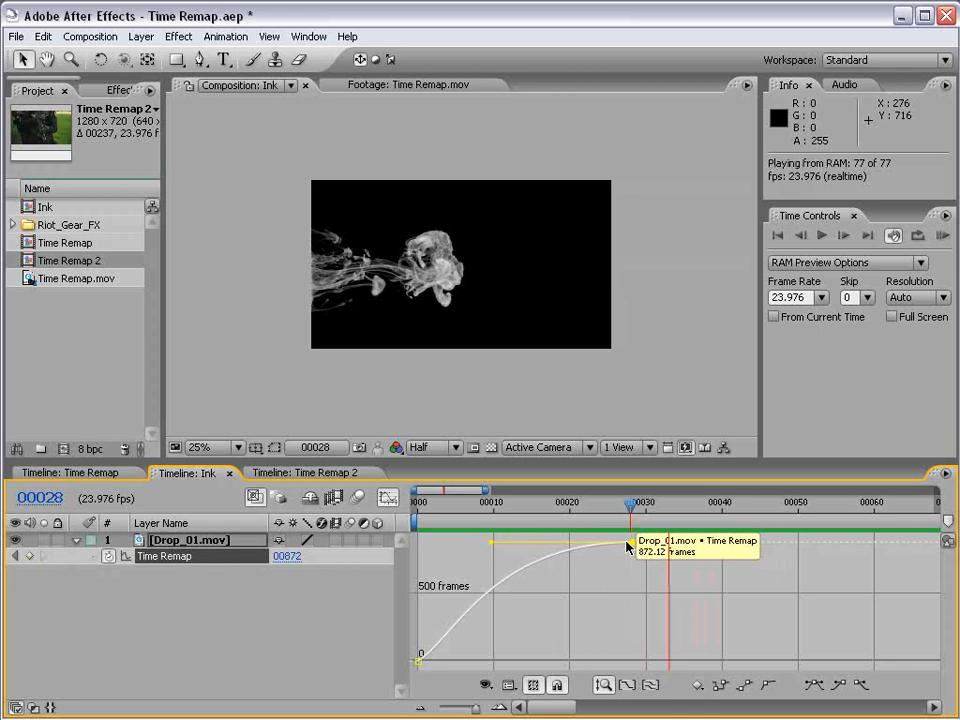 Adobe After Effects - Time Remap.aep *
File Edit Composition Layer Effect Animation View Window Help
Workspace: Standard
Project × Effec
Composition: Ink ×
Footage: Time Remap.mov
Info × Audio
Time Remap 2
1280 x 720 (640 x
Δ 00237, 23.976 f
R : 0
G : 0
B : 0
A : 255
X : 276
Y : 716
Playing from RAM: 77 of 77
fps: 23.976 (realtime)
Name
Ink
Riot_Gear_FX
Time Remap
Time Remap 2
Time Remap.mov
Time Controls ×
RAM Preview Options
Frame Rate Skip Resolution
23.976 0 Auto
From Current Time Full Screen
8 bpc
25% 00028 Half Active Camera 1 View
Timeline: Time Remap Timeline: Ink × Timeline: Time Remap 2
00028 (23.976 fps)
0000 00010 00020 00030 00040 00050 00060
# Layer Name
1 [Drop_01.mov]
Time Remap 00872
Drop_01.mov • Time Remap
872.12 frames
500 frames
0